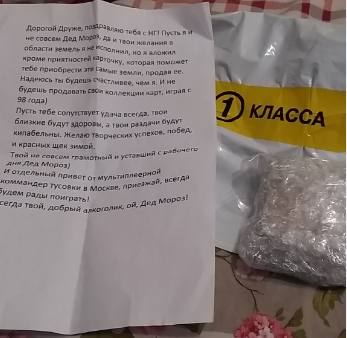 Дорогой Друже, поздравляю тебя с НГ! Пусть я и
не совсем Дед Мороз, да и твои желания в
области земель я не исполнил, но я вложил
кроме приятностей карточку, которая поможет
тебе приобрести эти самые земли, продав ее.
Надеюсь ты будешь счастливее, чем я. И не
будешь продавать свои коллекции карт, играя с
98 года)
Пусть тебе сопутствует удача всегда, твои
близкие будут здоровы, а твои раздачи будут
кипабельны. Желаю творческих успехов, побед,
и красных щек зимой.
Твой не совсем грамотный и уставший с рабочего
дня Дед Мороз)
И отдельный привет от мультиплеерной
коммандер тусовки в Москве, приезжай, всегда
будем рады поиграть!
всегда твой, добрый алкоголик, ой, Дед Мороз!
1 КЛАССА